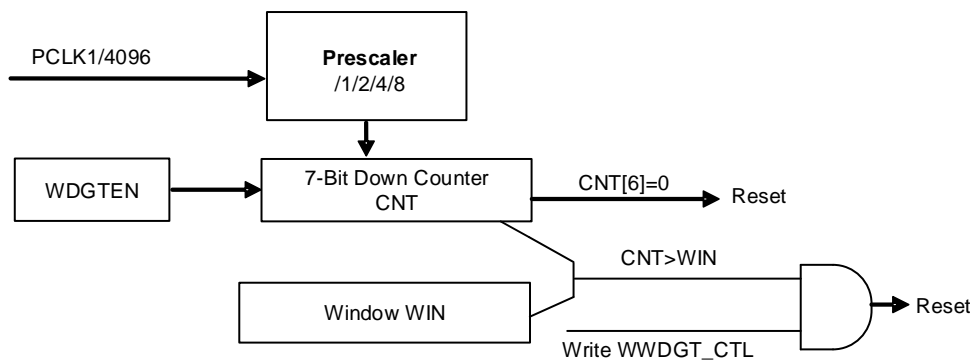 PCLK1/4096
Prescaler
/1/2/4/8
WDGTEN
7-Bit Down Counter
CNT
CNT[6]=0
Reset
CNT>WIN
Window WIN
Reset
Write WWDGT_CTL